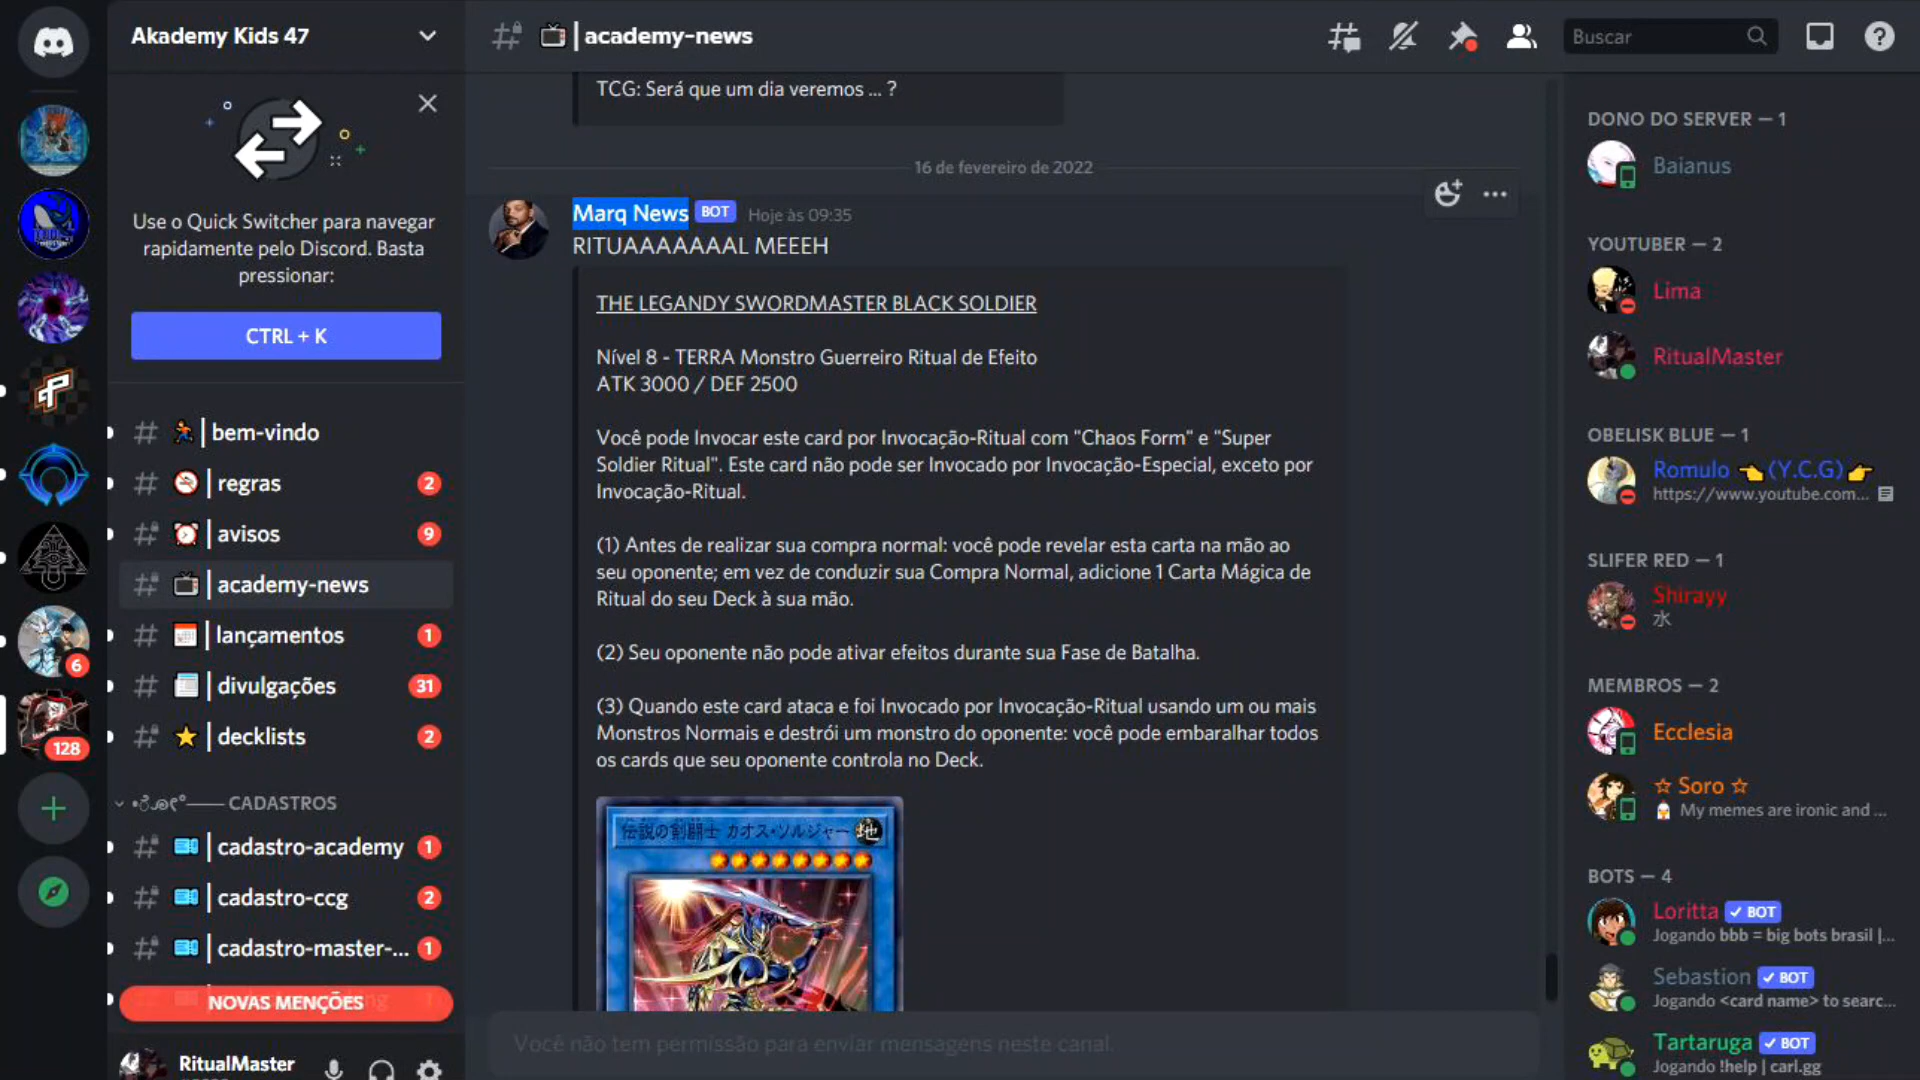 Akademy Kids 47
Use o Quick Switcher para navegar
rapidamente pelo Discord. Basta
pressionar:
CTRL + K
bem-vindo
regras
2
avisos
9
academy-news
lançamentos
1
divulgações
31
decklists
2
CADASTROS
cadastro-academy
1
cadastro-ccg
2
cadastro-master-...
1
NOVAS MENÇÕES
RitualMaster
6
128
academy-news
Buscar
TCG: Será que um dia veremos ... ?
16 de fevereiro de 2022
Marq News BOT Hoje às 09:35
RITUAAAAAAAL MEEEH
THE LEGANDY SWORDMASTER BLACK SOLDIER
Nível 8 - TERRA Monstro Guerreiro Ritual de Efeito
ATK 3000 / DEF 2500
Você pode Invocar este card por Invocação-Ritual com "Chaos Form" e "Super
Soldier Ritual". Este card não pode ser Invocado por Invocação-Especial, exceto por
Invocação-Ritual.
(1) Antes de realizar sua compra normal: você pode revelar esta carta na mão ao
seu oponente; em vez de conduzir sua Compra Normal, adicione 1 Carta Mágica de
Ritual do seu Deck à sua mão.
(2) Seu oponente não pode ativar efeitos durante sua Fase de Batalha.
(3) Quando este card ataca e foi Invocado por Invocação-Ritual usando um ou mais
Monstros Normais e destrói um monstro do oponente: você pode embaralhar todos
os cards que seu oponente controla no Deck.
伝説の剣闘士 カオス・ソルジャー 地
Você não tem permissão para enviar mensagens neste canal.
DONO DO SERVER — 1
Baianus
YOUTUBER — 2
Lima
RitualMaster
OBELISK BLUE — 1
Romulo 👈(Y.C.G)👉
https://www.youtube.com...
SLIFER RED — 1
Shirayy
水
MEMBROS — 2
Ecclesia
☆ Soro ☆
My memes are ironic and ...
BOTS — 4
Loritta ✓ BOT
Jogando bbb = big bots brasil |...
Sebastion ✓ BOT
Jogando <card name> to searc...
Tartaruga ✓ BOT
Jogando !help | carl.gg